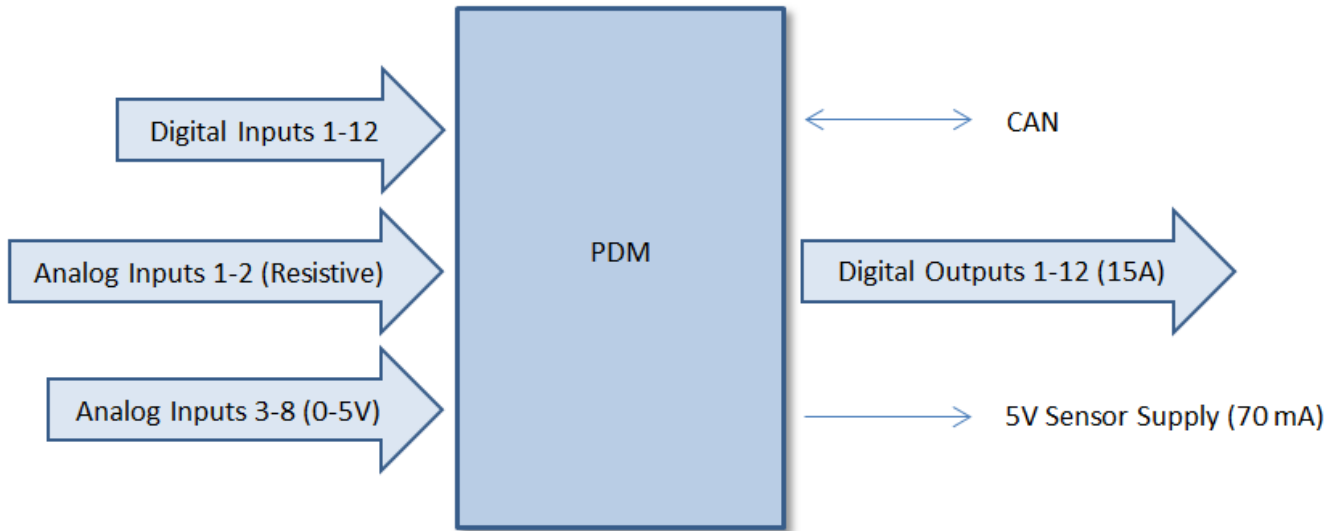 Digital Inputs 1-12
Analog Inputs 1-2 (Resistive)
Analog Inputs 3-8 (0-5V)
PDM
CAN
Digital Outputs 1-12 (15A)
5V Sensor Supply (70 mA)